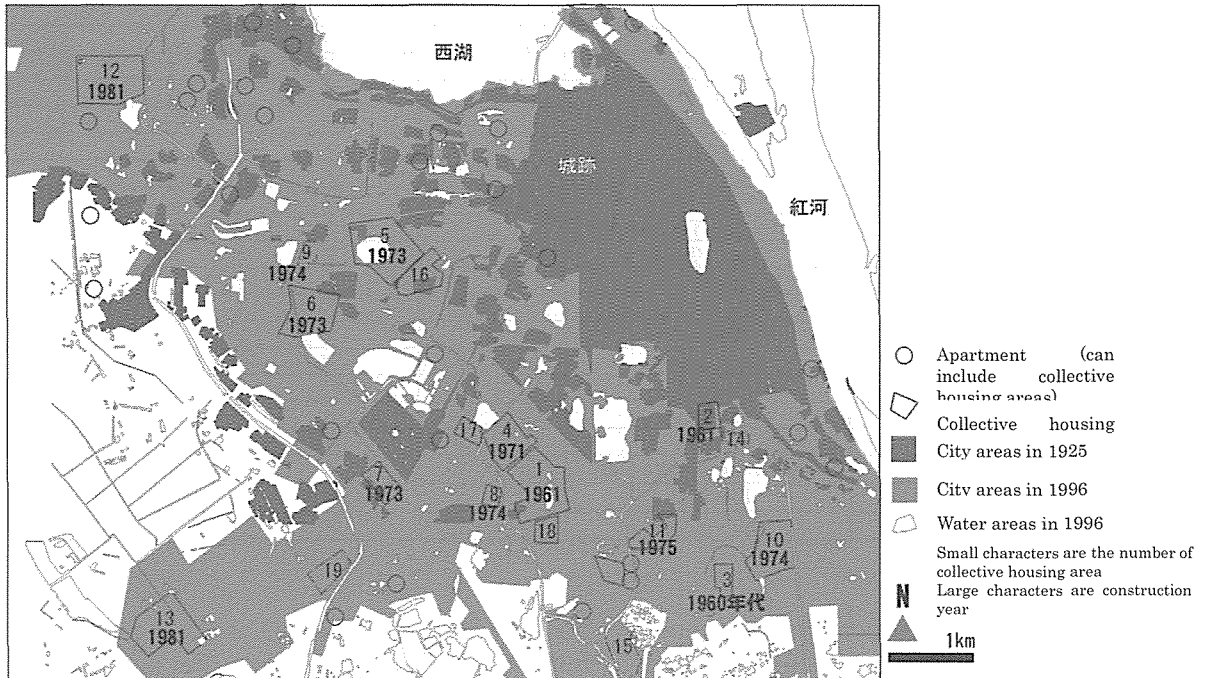 西湖
12
1981
城跡
紅河
5
1973
9
1974
16
6
1973
2
1961
14
17
4
1971
7
1973
1
1961
8
1974
18
11
1975
10
1974
3
1960年代
19
13
1981
15
Apartment (can
include collective
housing areas)
Collective housing
City areas in 1925
City areas in 1996
Water areas in 1996
Small characters are the number of
collective housing area
Large characters are construction
year
N
1km